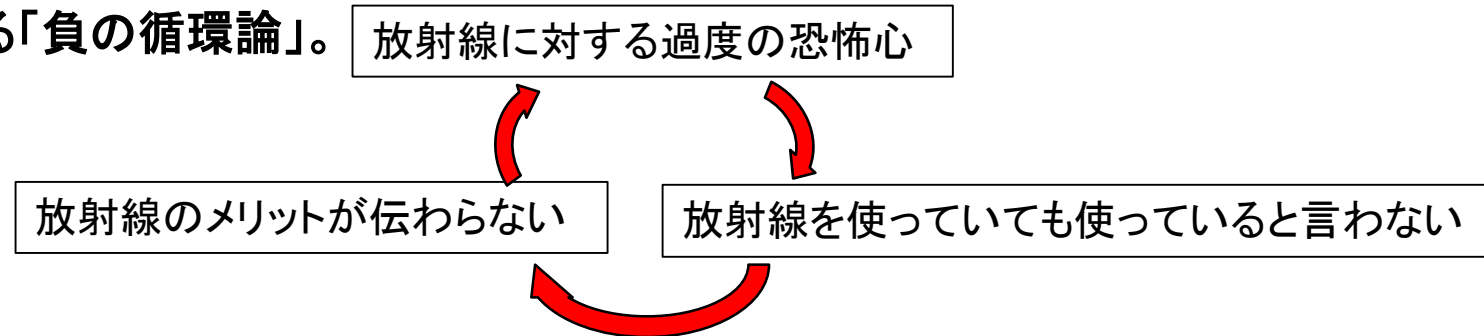 る「負の循環論」。
放射線に対する過度の恐怖心
放射線のメリットが伝わらない
放射線を使っていても使っていると言わない